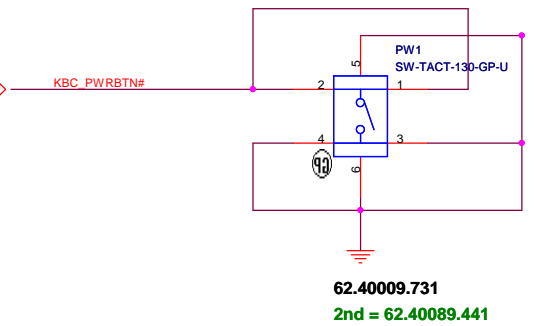 PW1
5
SW-TACT-130-GP-U
KBC_PWRBTN#
2
1
4
3
GP
6
62.40009.731
2nd = 62.40089.441